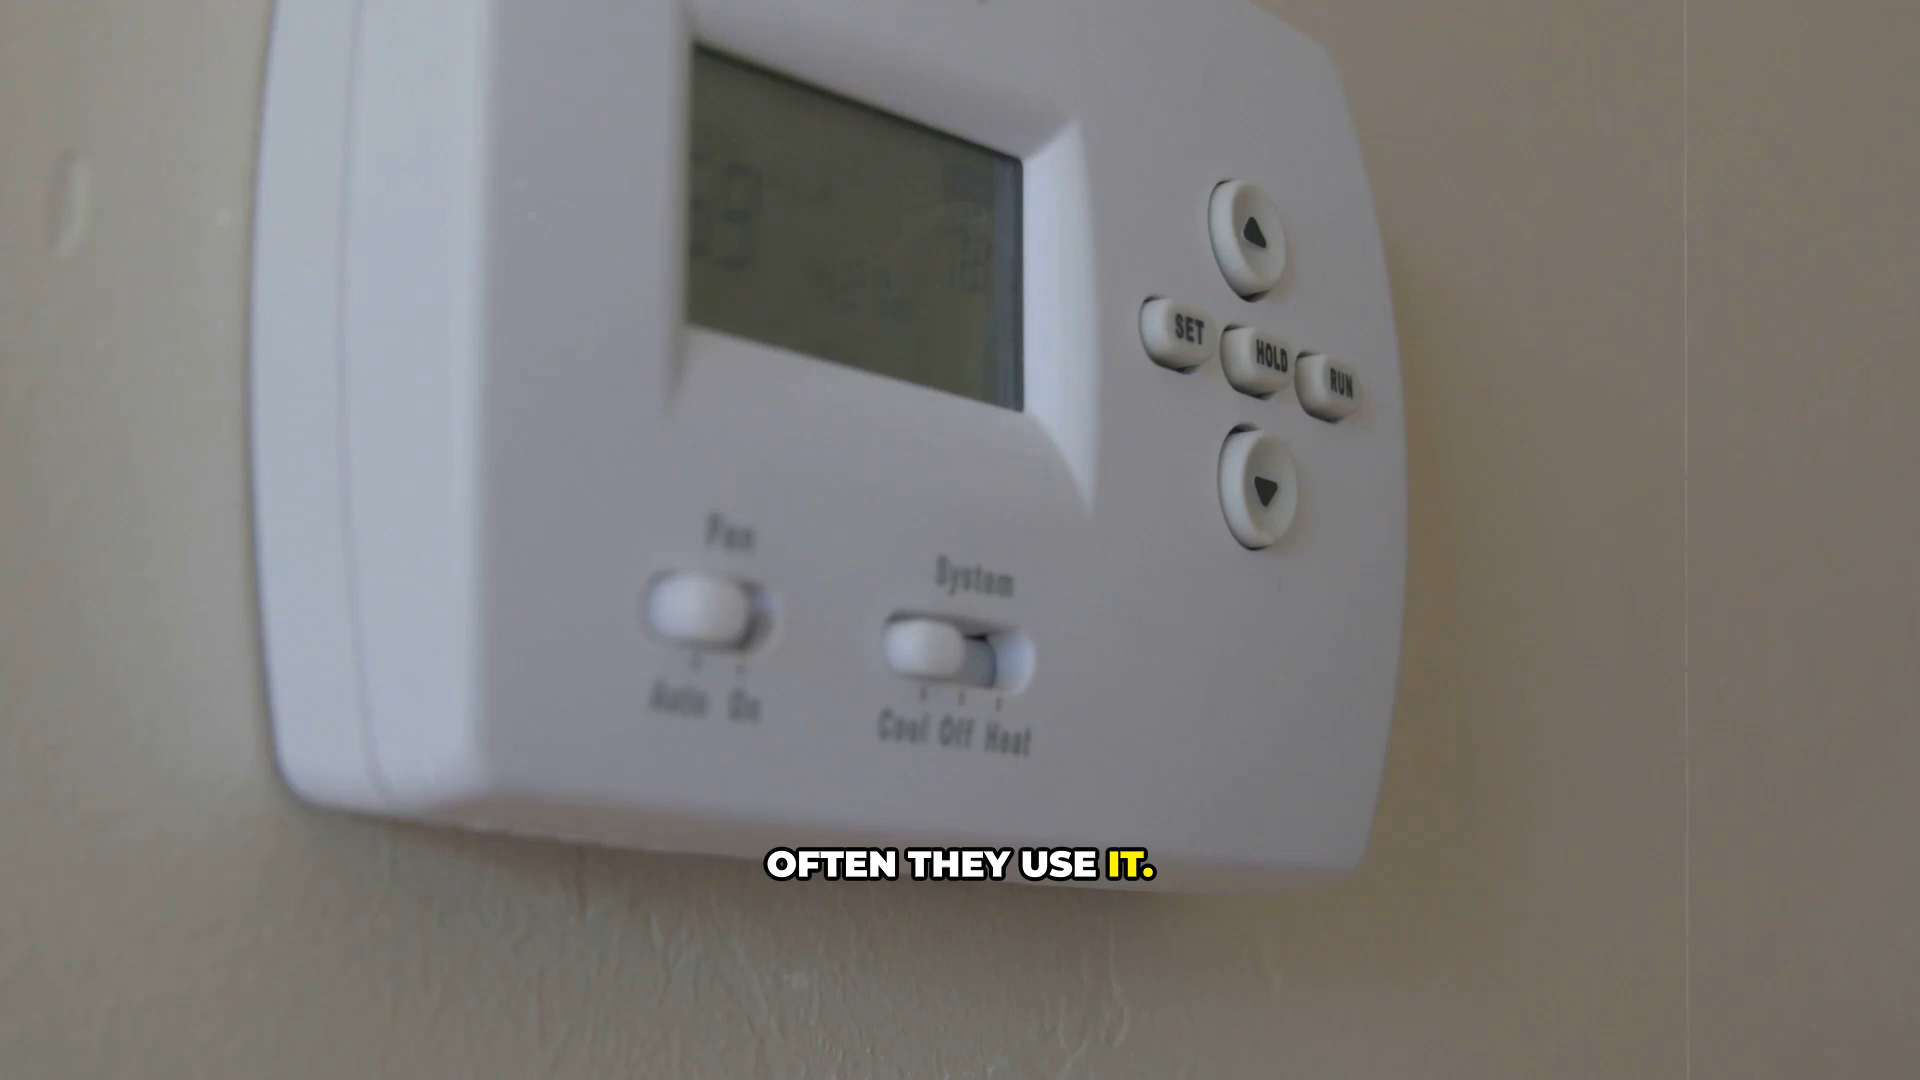 SET
HOLD
RUN
Fan
System
Auto On
Cool Off Heat
OFTEN THEY USE IT.